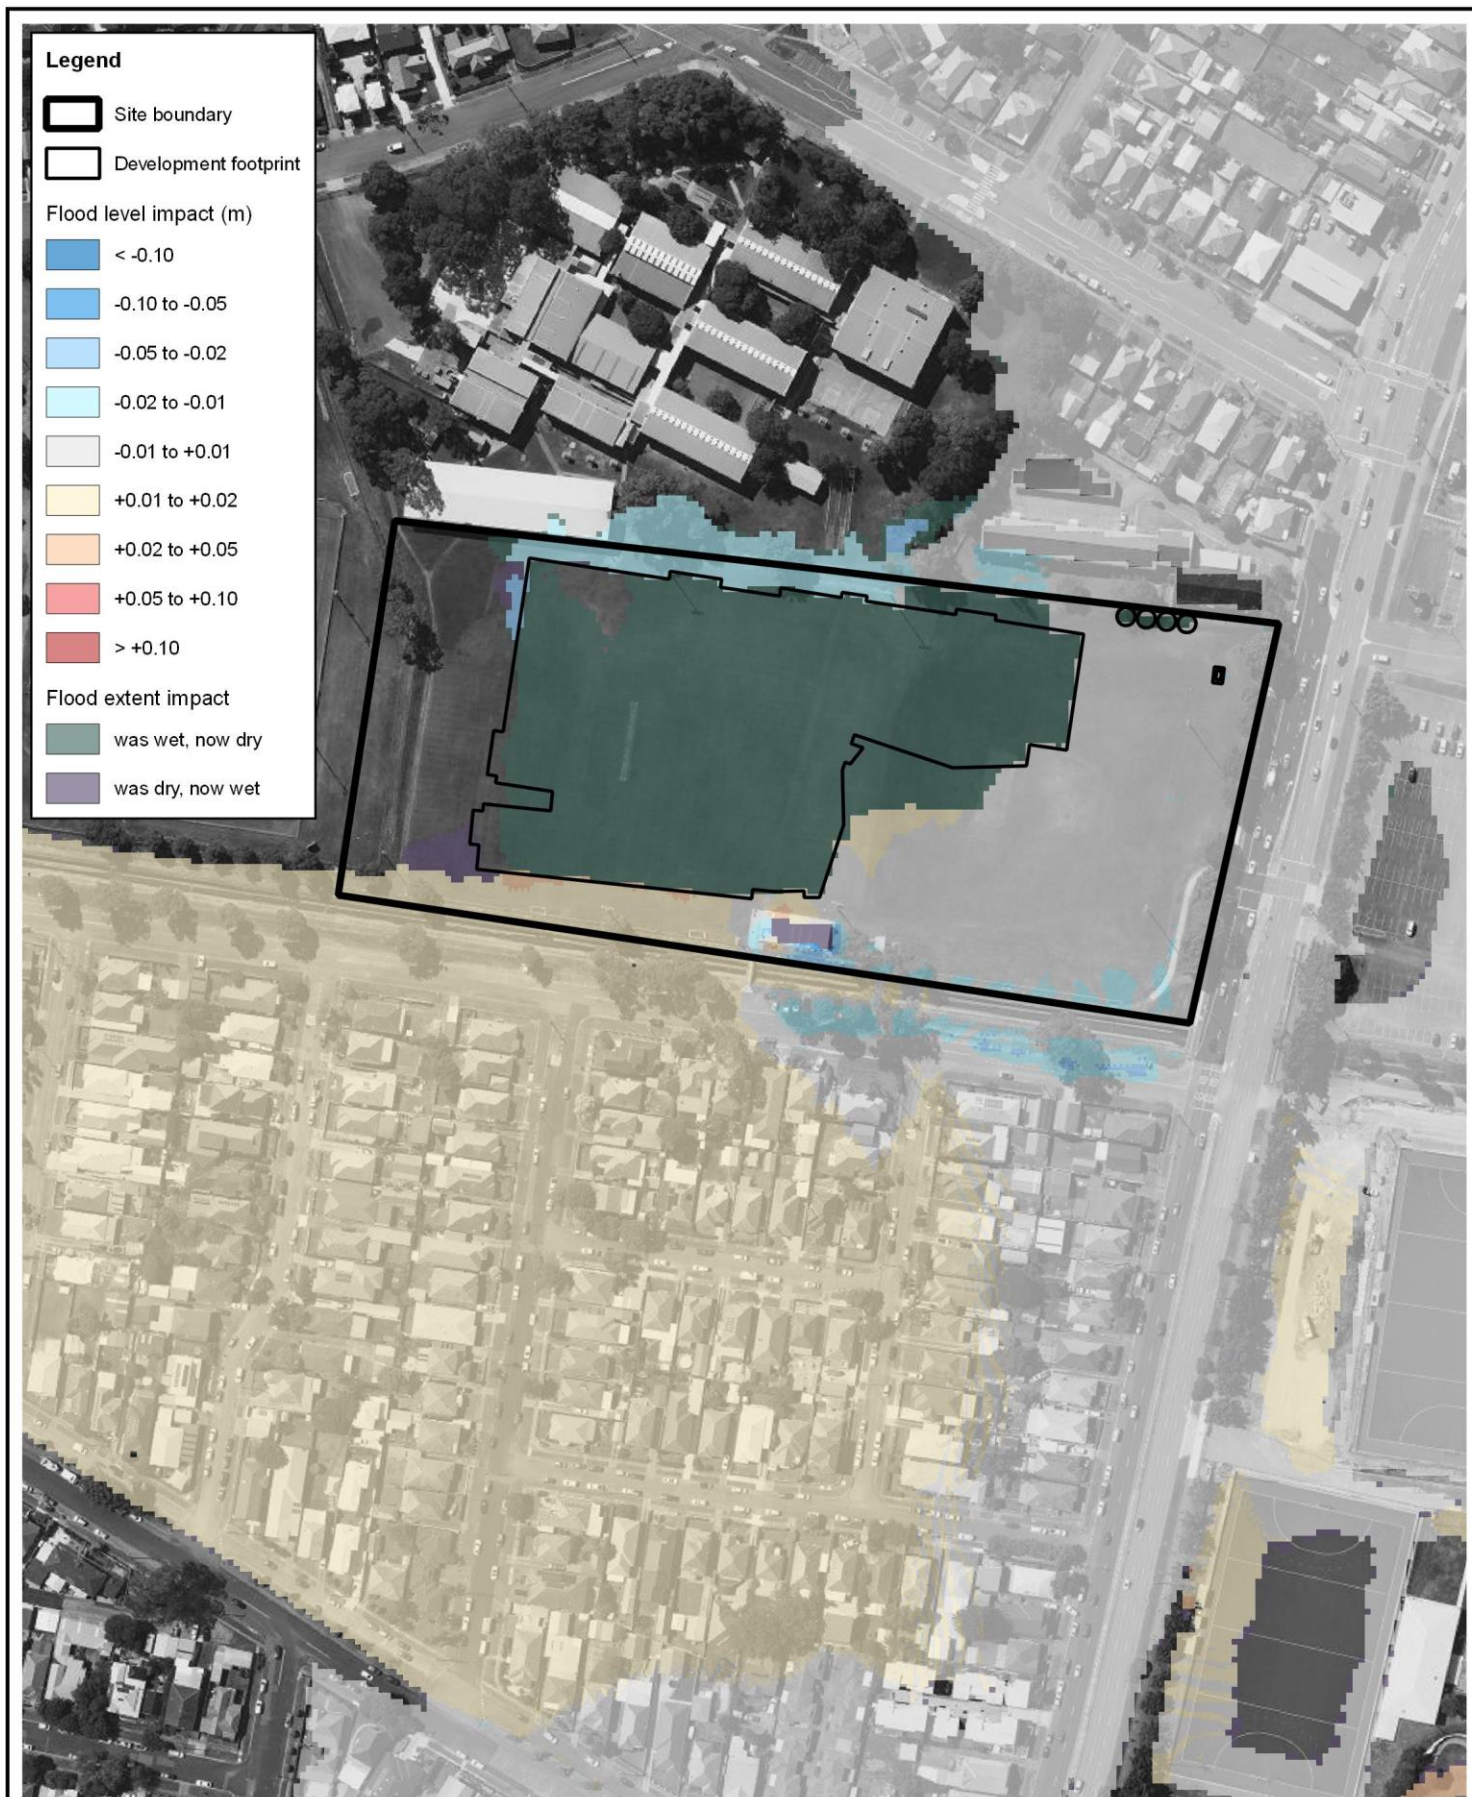 Legend
Site boundary
Development footprint
Flood level impact (m)
< -0.10
-0.10 to -0.05
-0.05 to -0.02
-0.02 to -0.01
-0.01 to +0.01
+0.01 to +0.02
+0.02 to +0.05
+0.05 to +0.10
> +0.10
Flood extent impact
was wet, now dry
was dry, now wet